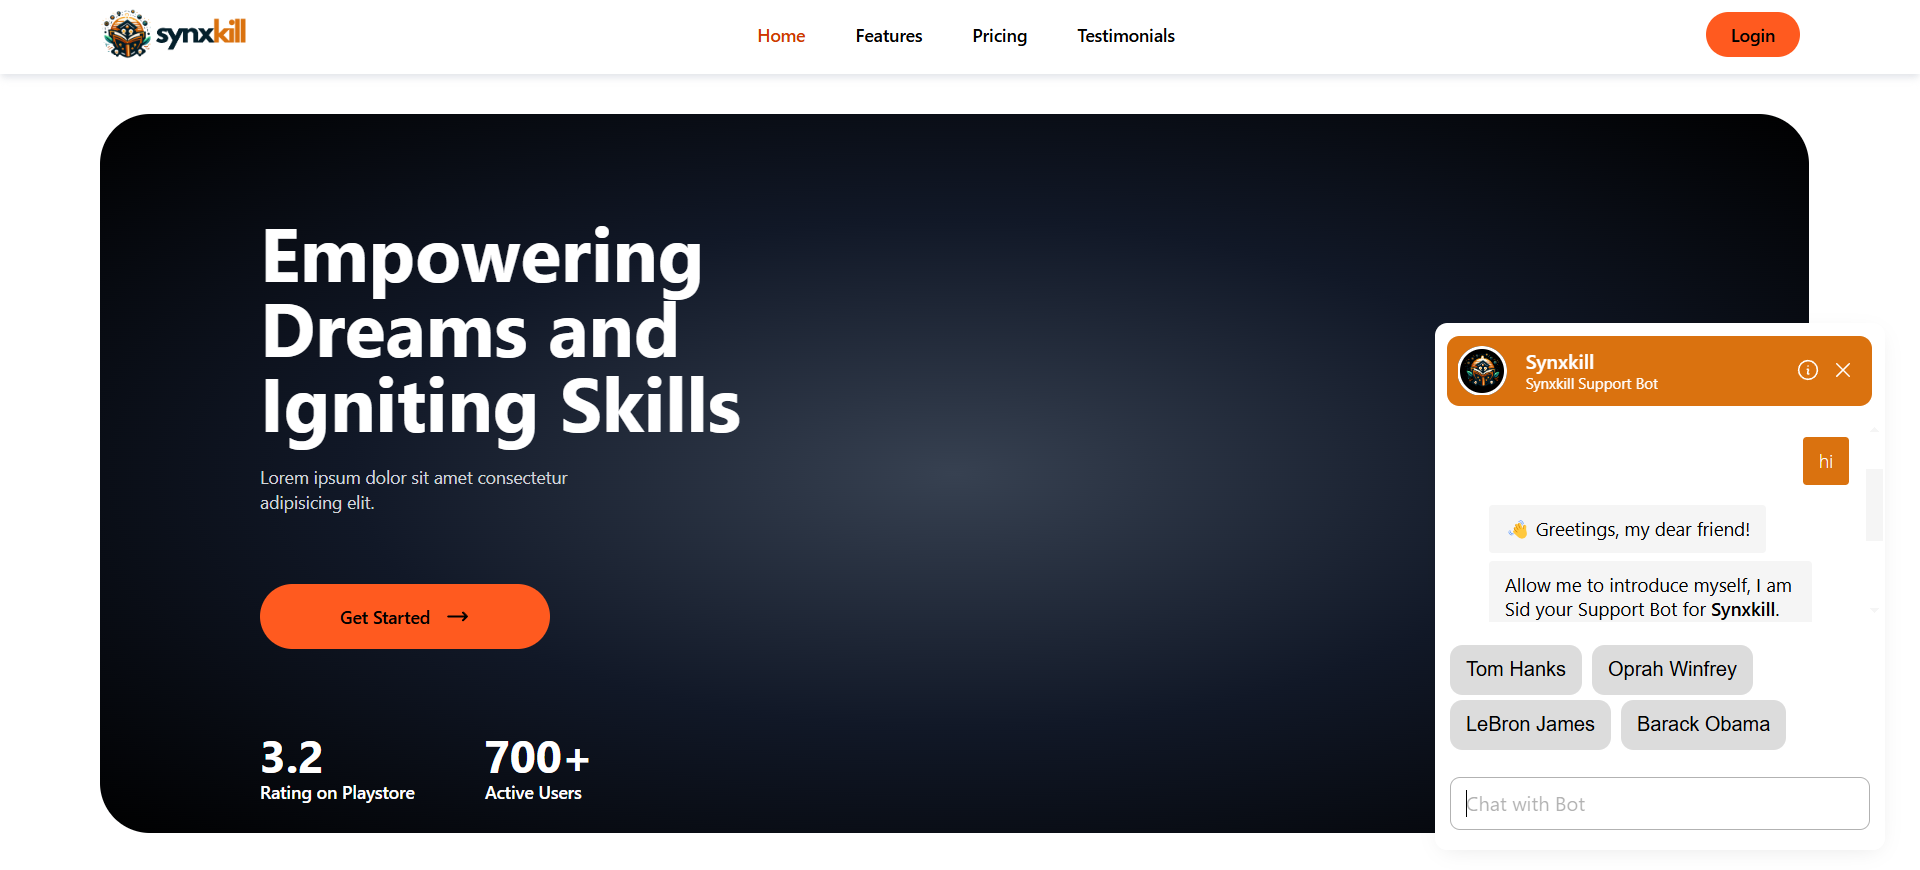 synxkill
Home
Features
Pricing
Testimonials
Login
Empowering
Dreams and
Igniting Skills
Lorem ipsum dolor sit amet consectetur
adipisicing elit.
Get Started
3.2
Rating on Playstore
700+
Active Users
Synxkill
Synxkill Support Bot
hi
👋 Greetings, my dear friend!
Allow me to introduce myself, I am
Sid your Support Bot for Synxkill.
Tom Hanks
Oprah Winfrey
LeBron James
Barack Obama
Chat with Bot